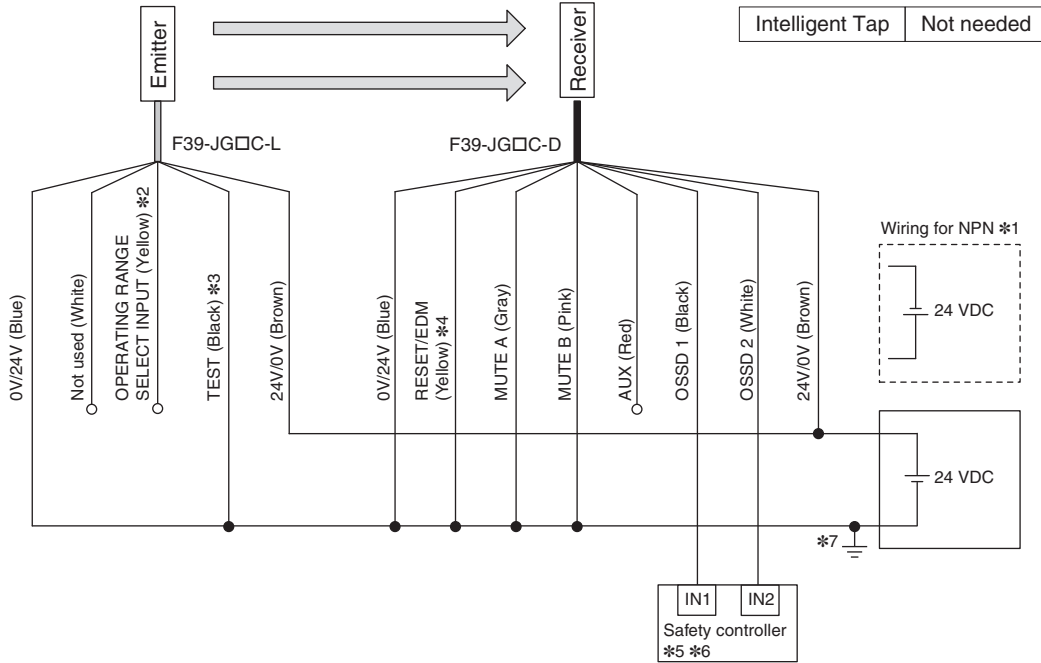 Emitter
Receiver
Intelligent Tap Not needed
F39-JG□C-L
F39-JG□C-D
0V/24V (Blue)
Not used (White)
OPERATING RANGE
SELECT INPUT (Yellow) ✻2
TEST (Black) ✻3
24V/0V (Brown)
0V/24V (Blue)
RESET/EDM
(Yellow) ✻4
MUTE A (Gray)
MUTE B (Pink)
AUX (Red)
OSSD 1 (Black)
OSSD 2 (White)
24V/0V (Brown)
Wiring for NPN ✻1
24 VDC
24 VDC
✻7
IN1 IN2
Safety controller
✻5 ✻6